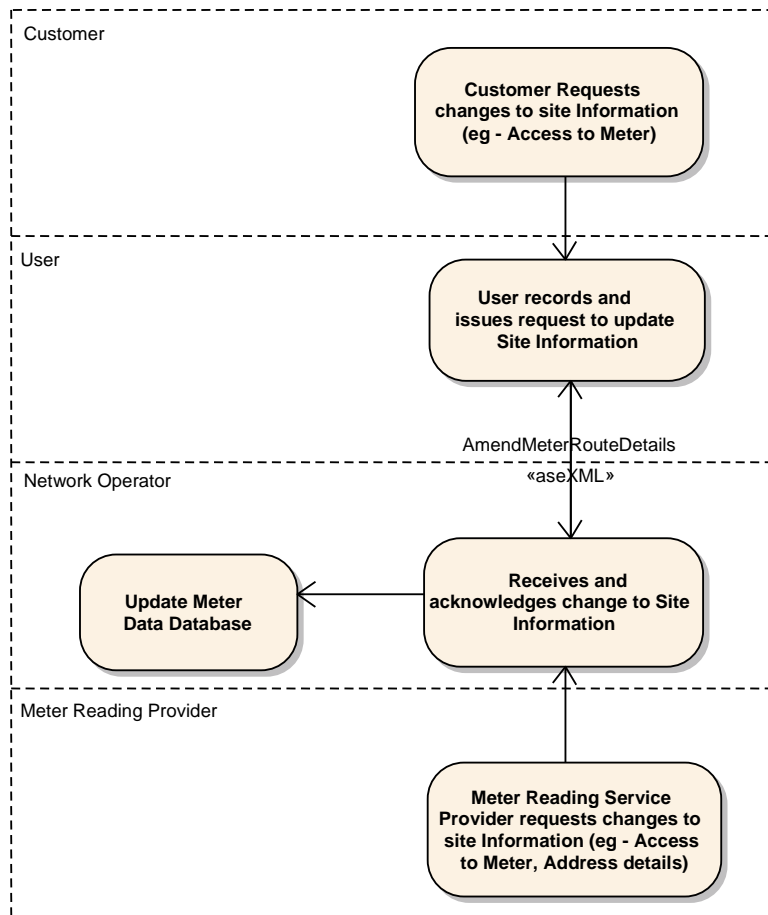 Customer
Customer Requests
changes to site Information
(eg - Access to Meter)
User
User records and
issues request to update
Site Information
AmendMeterRouteDetails
Network Operator
«aseXML»
Update Meter
Data Database
Receives and
acknowledges change to Site
Information
Meter Reading Provider
Meter Reading Service
Provider requests changes to
site Information (eg - Access
to Meter, Address details)